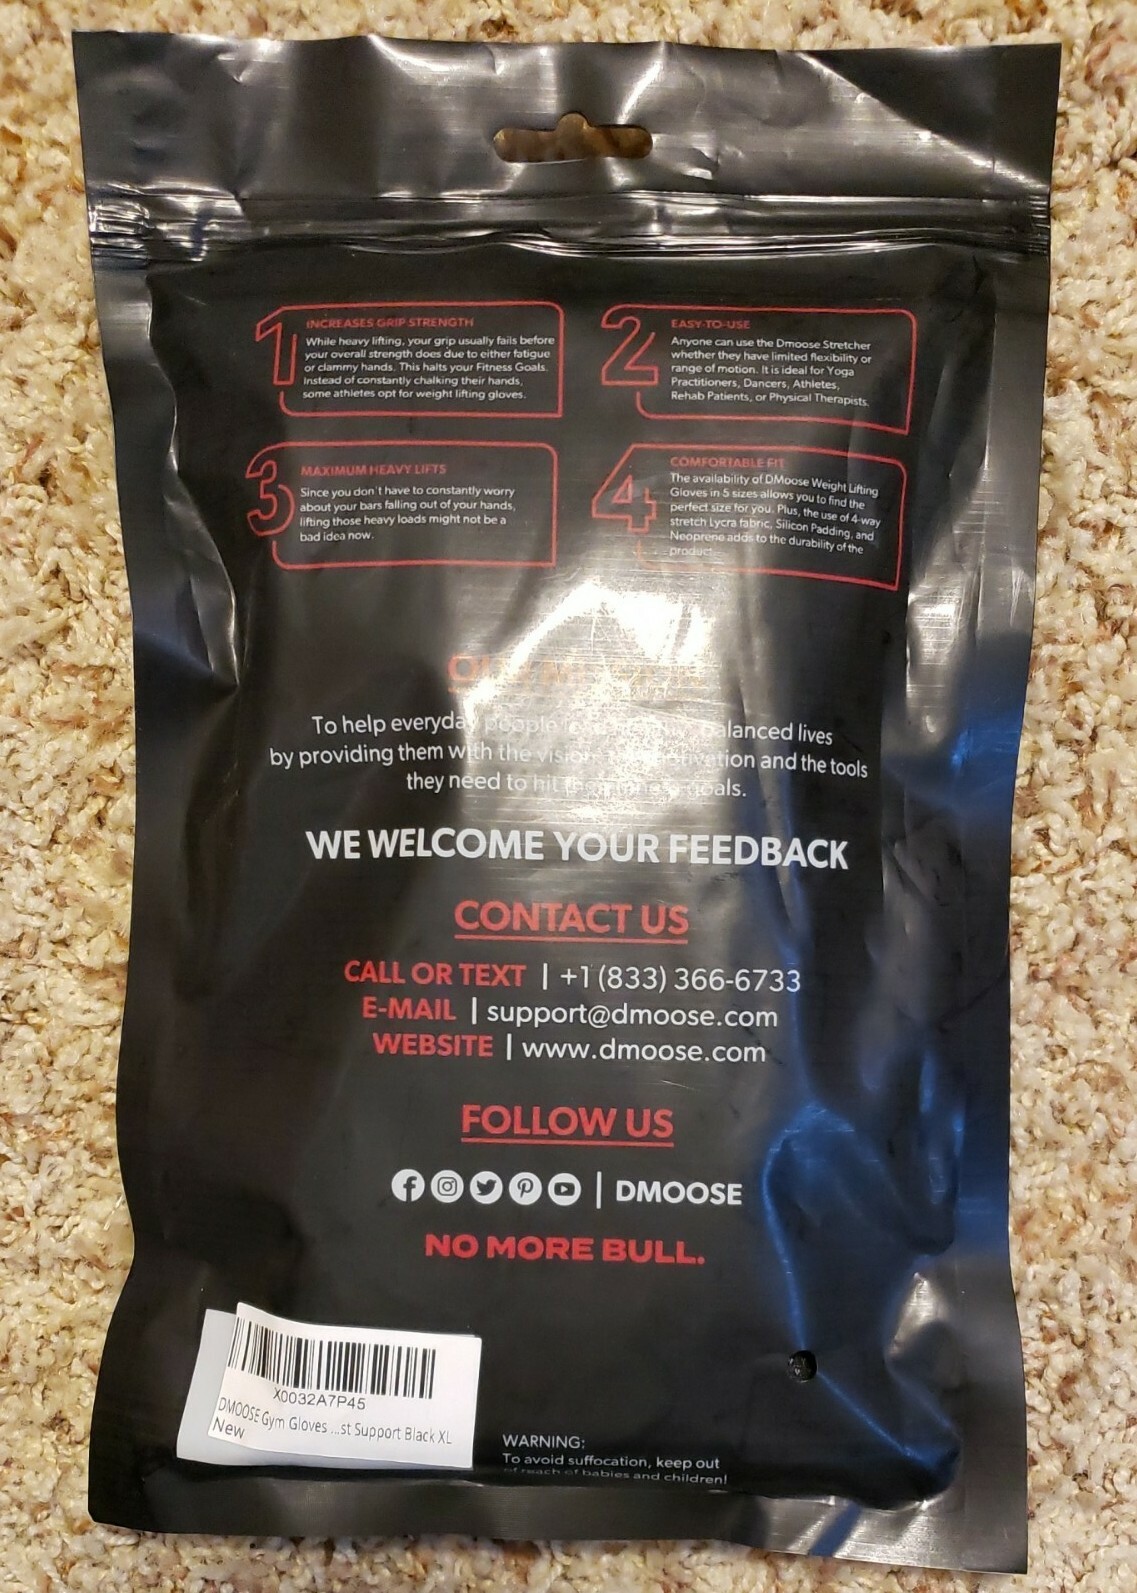 1
INCREASES GRIP STRENGTH
While heavy lifting, your grip usually fails before
your overall strength does due to either fatigue
or clammy hands. This halts your Fitness Goals.
Instead of constantly chalking their hands,
some athletes opt for weight lifting gloves.
2
EASY-TO-USE
Anyone can use the Dmoose Stretcher
whether they have limited flexibility or
range of motion. It is ideal for Yoga
Practitioners, Dancers, Athletes,
Rehab Patients, or Physical Therapists.
3
MAXIMUM HEAVY LIFTS
Since you don't have to constantly worry
about your bars falling out of your hands,
lifting those heavy loads might not be a
bad idea now.
4
COMFORTABLE FIT
The availability of DMoose Weight Lifting
Gloves in 5 sizes allows you to find the
perfect size for you. Plus, the use of 4-way
stretch Lycra fabric, Silicon Padding, and
Neoprene adds to the durability of the
product
OUR MISSION
To help everyday people balanced lives
by providing them with the vision, motivation and the tools
they need to hit their goals.
WE WELCOME YOUR FEEDBACK
CONTACT US
CALL OR TEXT | +1 (833) 366-6733
E-MAIL | support@dmoose.com
WEBSITE | www.dmoose.com
FOLLOW US
| DMOOSE
NO MORE BULL.
X0032A7P45
DMOOSE Gym Gloves ...st Support Black XL
New
WARNING:
To avoid suffocation, keep out
of reach of babies and children!